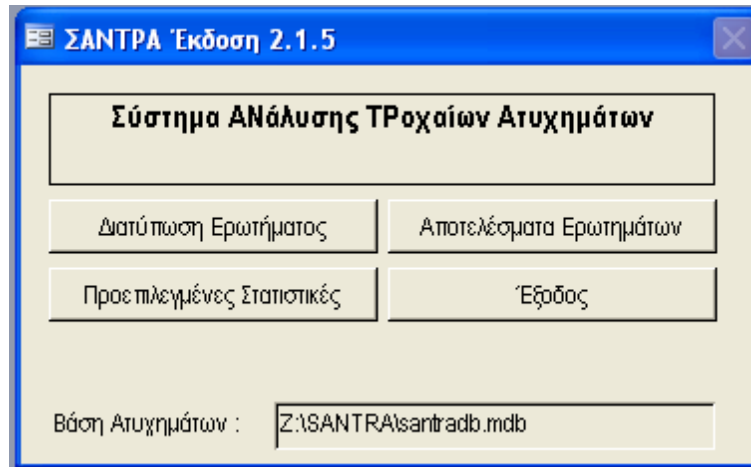 ΣΑΝΤΡΑ Έκδοση 2.1.5
Σύστημα ΑΝάλυσης ΤΡοχαίων Ατυχημάτων
Διατύπωση Ερωτήματος
Αποτελέσματα Ερωτημάτων
Προεπιλεγμένες Στατιστικές
Έξοδος
Βάση Ατυχημάτων :
Z:\SANTRA\santradb.mdb